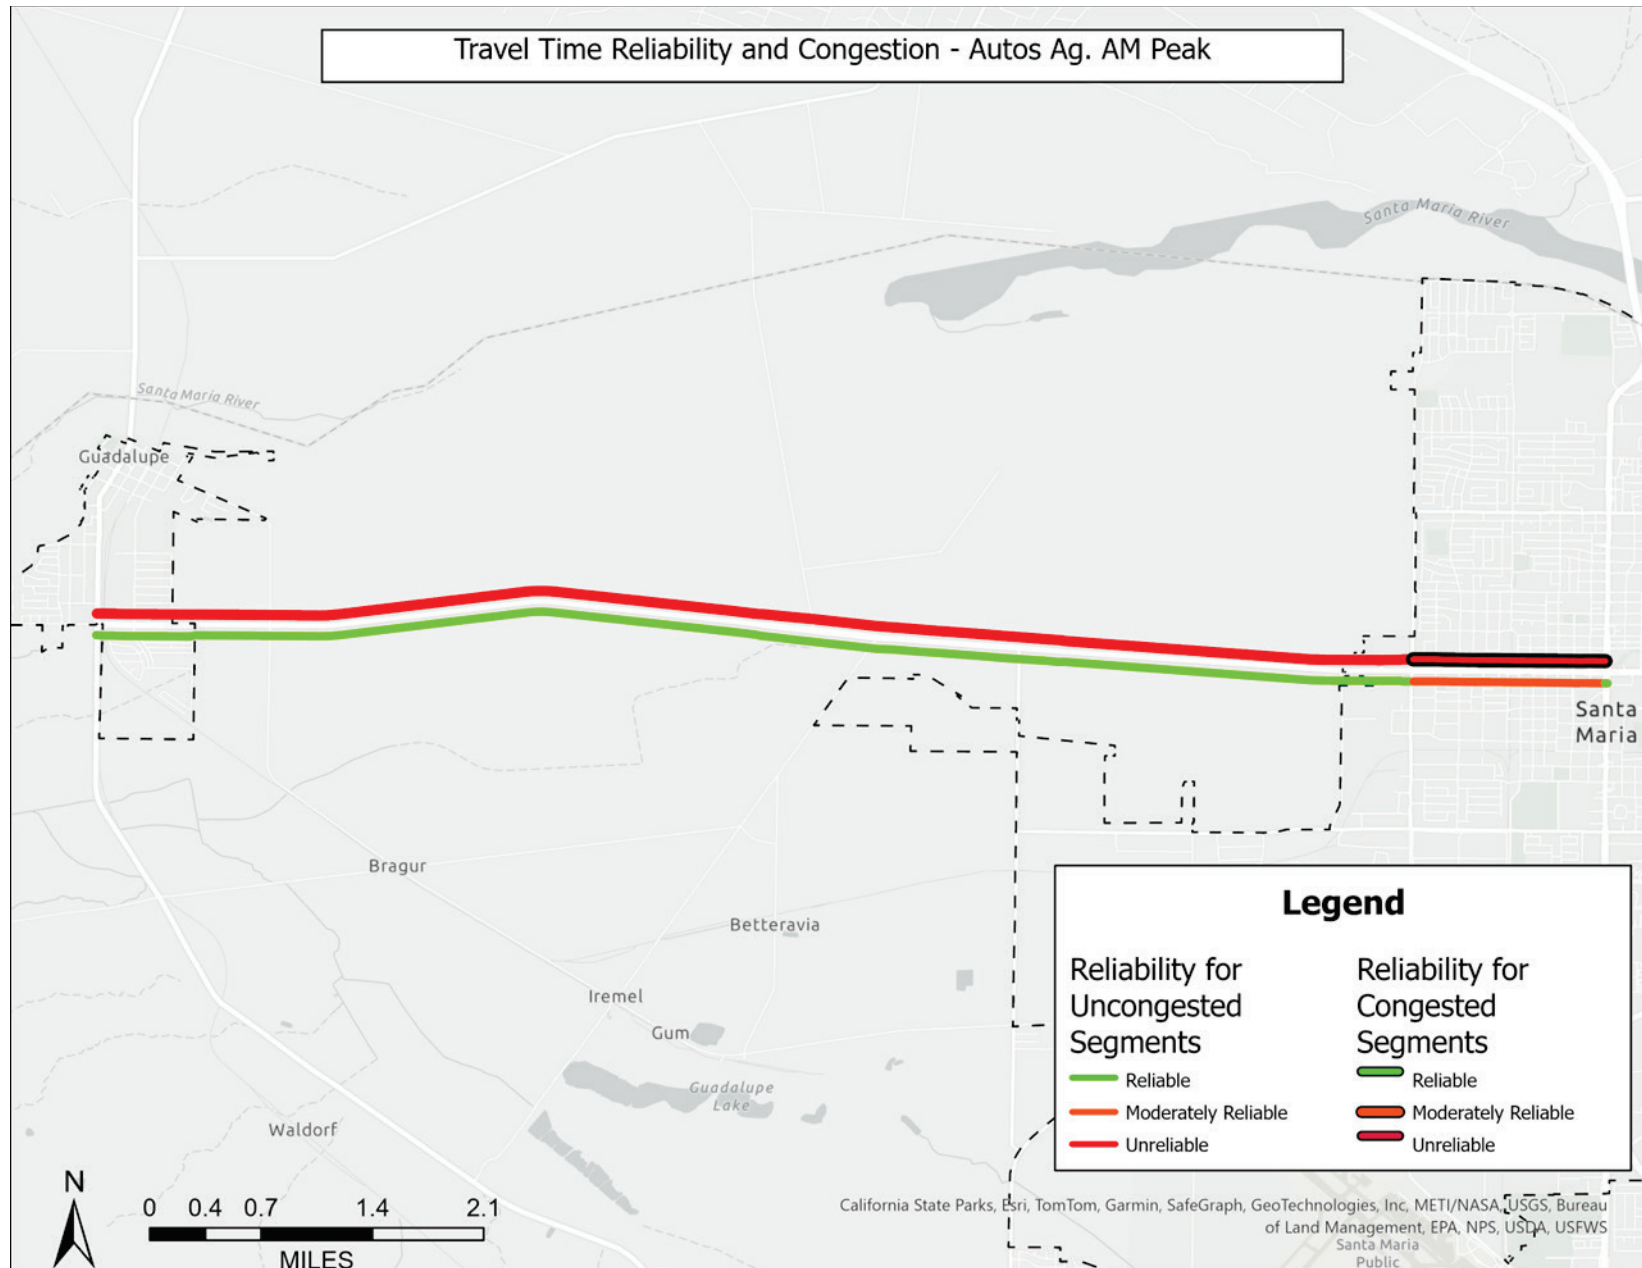 Travel Time Reliability and Congestion - Autos Ag. AM Peak
Santa Maria River
Santa Maria River
Guadalupe
Santa
Maria
Bragur
Betteravia
Iremel
Gum
Guadalupe
Lake
Waldorf
Legend
Reliability for
Uncongested
Segments
Reliable
Moderately Reliable
Unreliable
Reliability for
Congested
Segments
Reliable
Moderately Reliable
Unreliable
N
0 0.4 0.7 1.4 2.1
MILES
California State Parks, Esri, TomTom, Garmin, SafeGraph, GeoTechnologies, Inc, METI/NASA, USGS, Bureau
of Land Management, EPA, NPS, USDA, USFWS
Santa Maria
Public